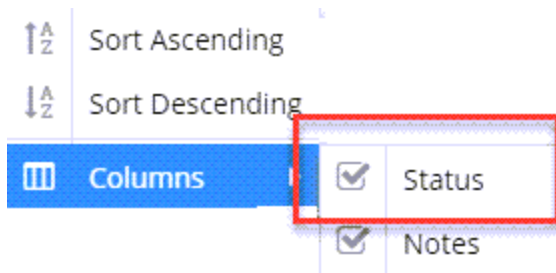 Sort Ascending
Sort Descending
Columns
Status
Notes